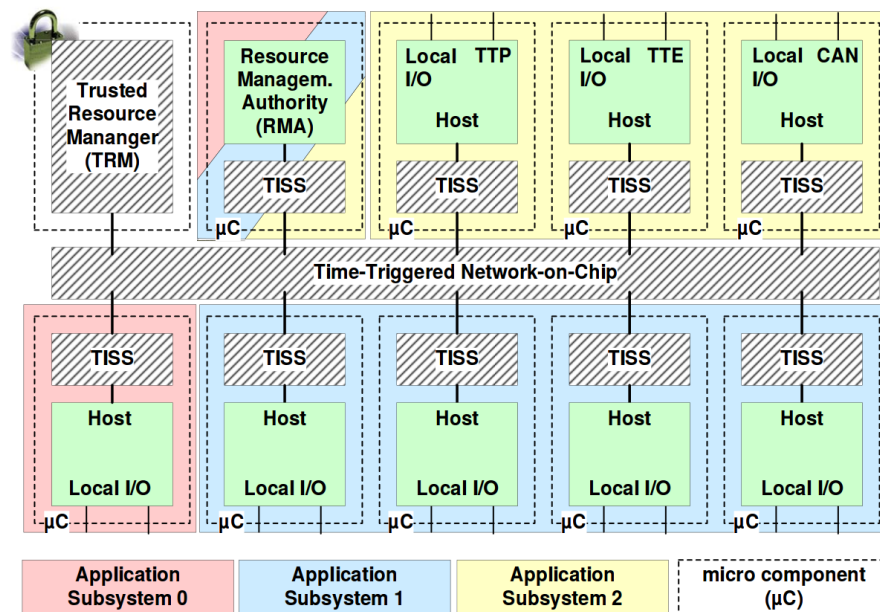 Trusted
Resource
Mananger
(TRM)
Resource
Managem.
Authority
(RMA)
TISS
µC
Local TTP
I/O
Host
TISS
µC
Local TTE
I/O
Host
TISS
µC
Local CAN
I/O
Host
TISS
µC
Time-Triggered Network-on-Chip
TISS
Host
Local I/O
µC
TISS
Host
Local I/O
µC
TISS
Host
Local I/O
µC
TISS
Host
Local I/O
µC
TISS
Host
Local I/O
µC
Application
Subsystem 0
Application
Subsystem 1
Application
Subsystem 2
micro component
(µC)